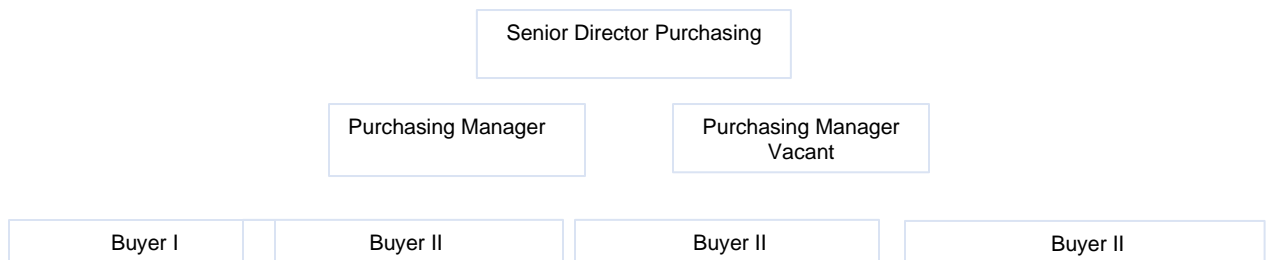 Senior Director Purchasing
Purchasing Manager
Purchasing Manager
Vacant
Buyer I
Buyer II
Buyer II
Buyer II